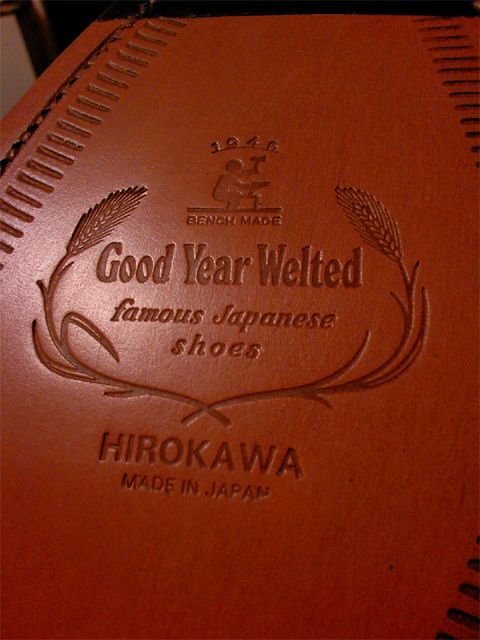 1946
BENCH MADE
Good Year Welted
famous Japanese
shoes
HIROKAWA
MADE IN JAPAN